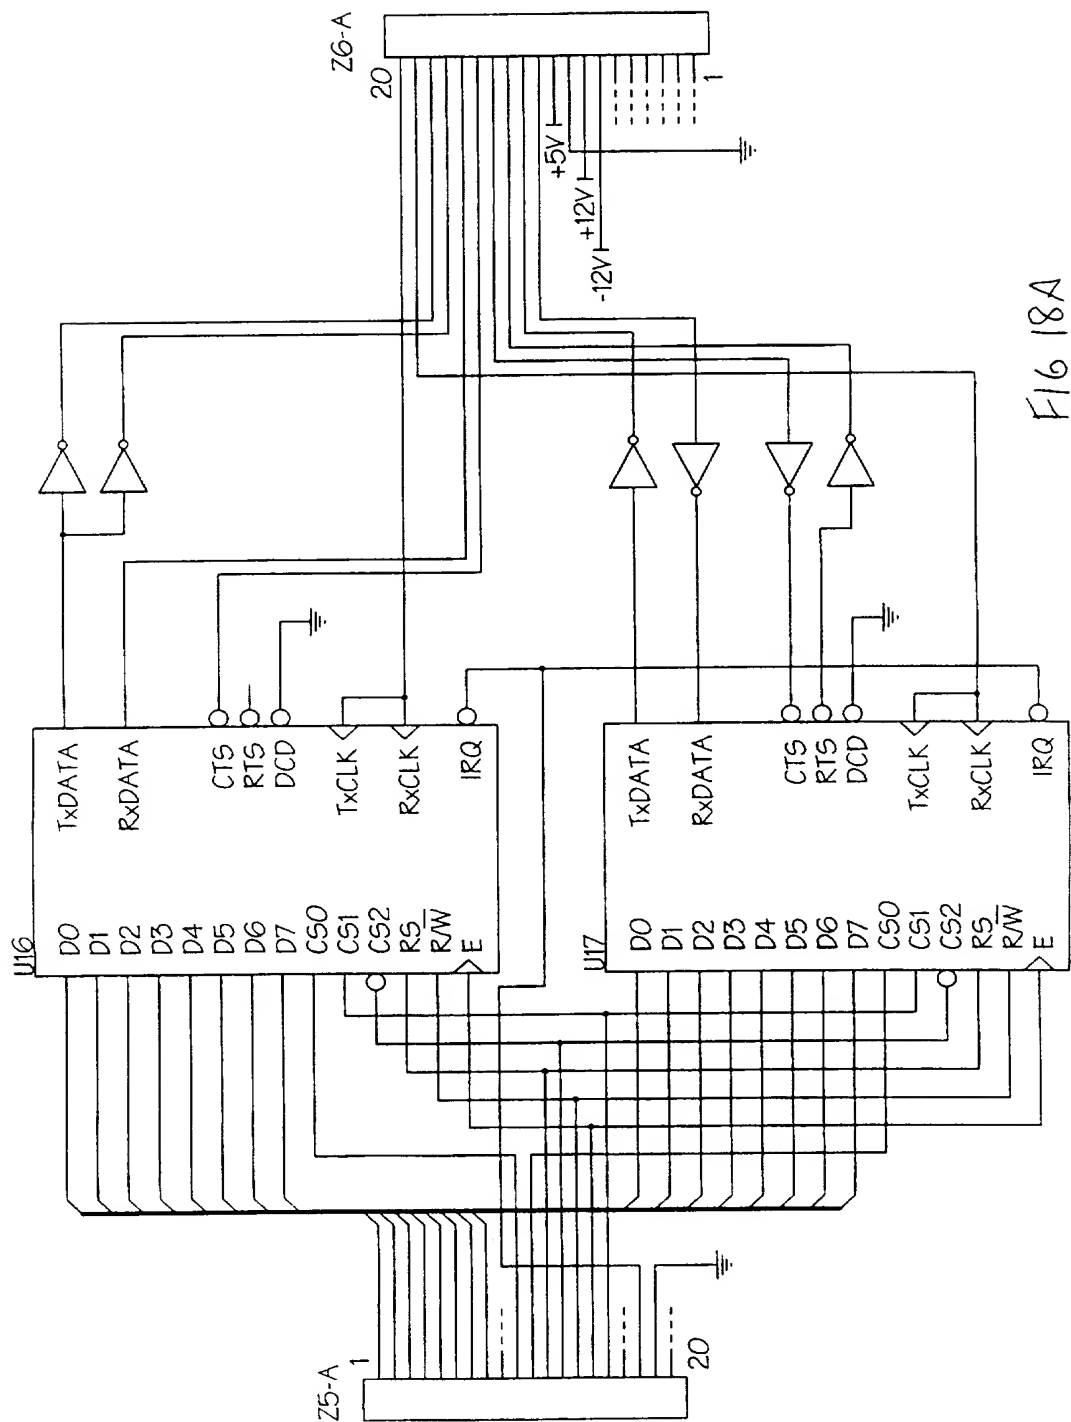 Z6-A
20
1
+5V
+12V
-12V
U16
D0
D1
D2
D3
D4
D5
D6
D7
CS0
CS1
CS2
RS
R/W̅
E
TxDATA
RxDATA
CTS
RTS
DCD
TxCLK
RxCLK
IRQ
U17
D0
D1
D2
D3
D4
D5
D6
D7
CS0
CS1
CS2
RS
R/W̅
E
TxDATA
RxDATA
CTS
RTS
DCD
TxCLK
RxCLK
IRQ
Z5-A
1
20
FIG 18A